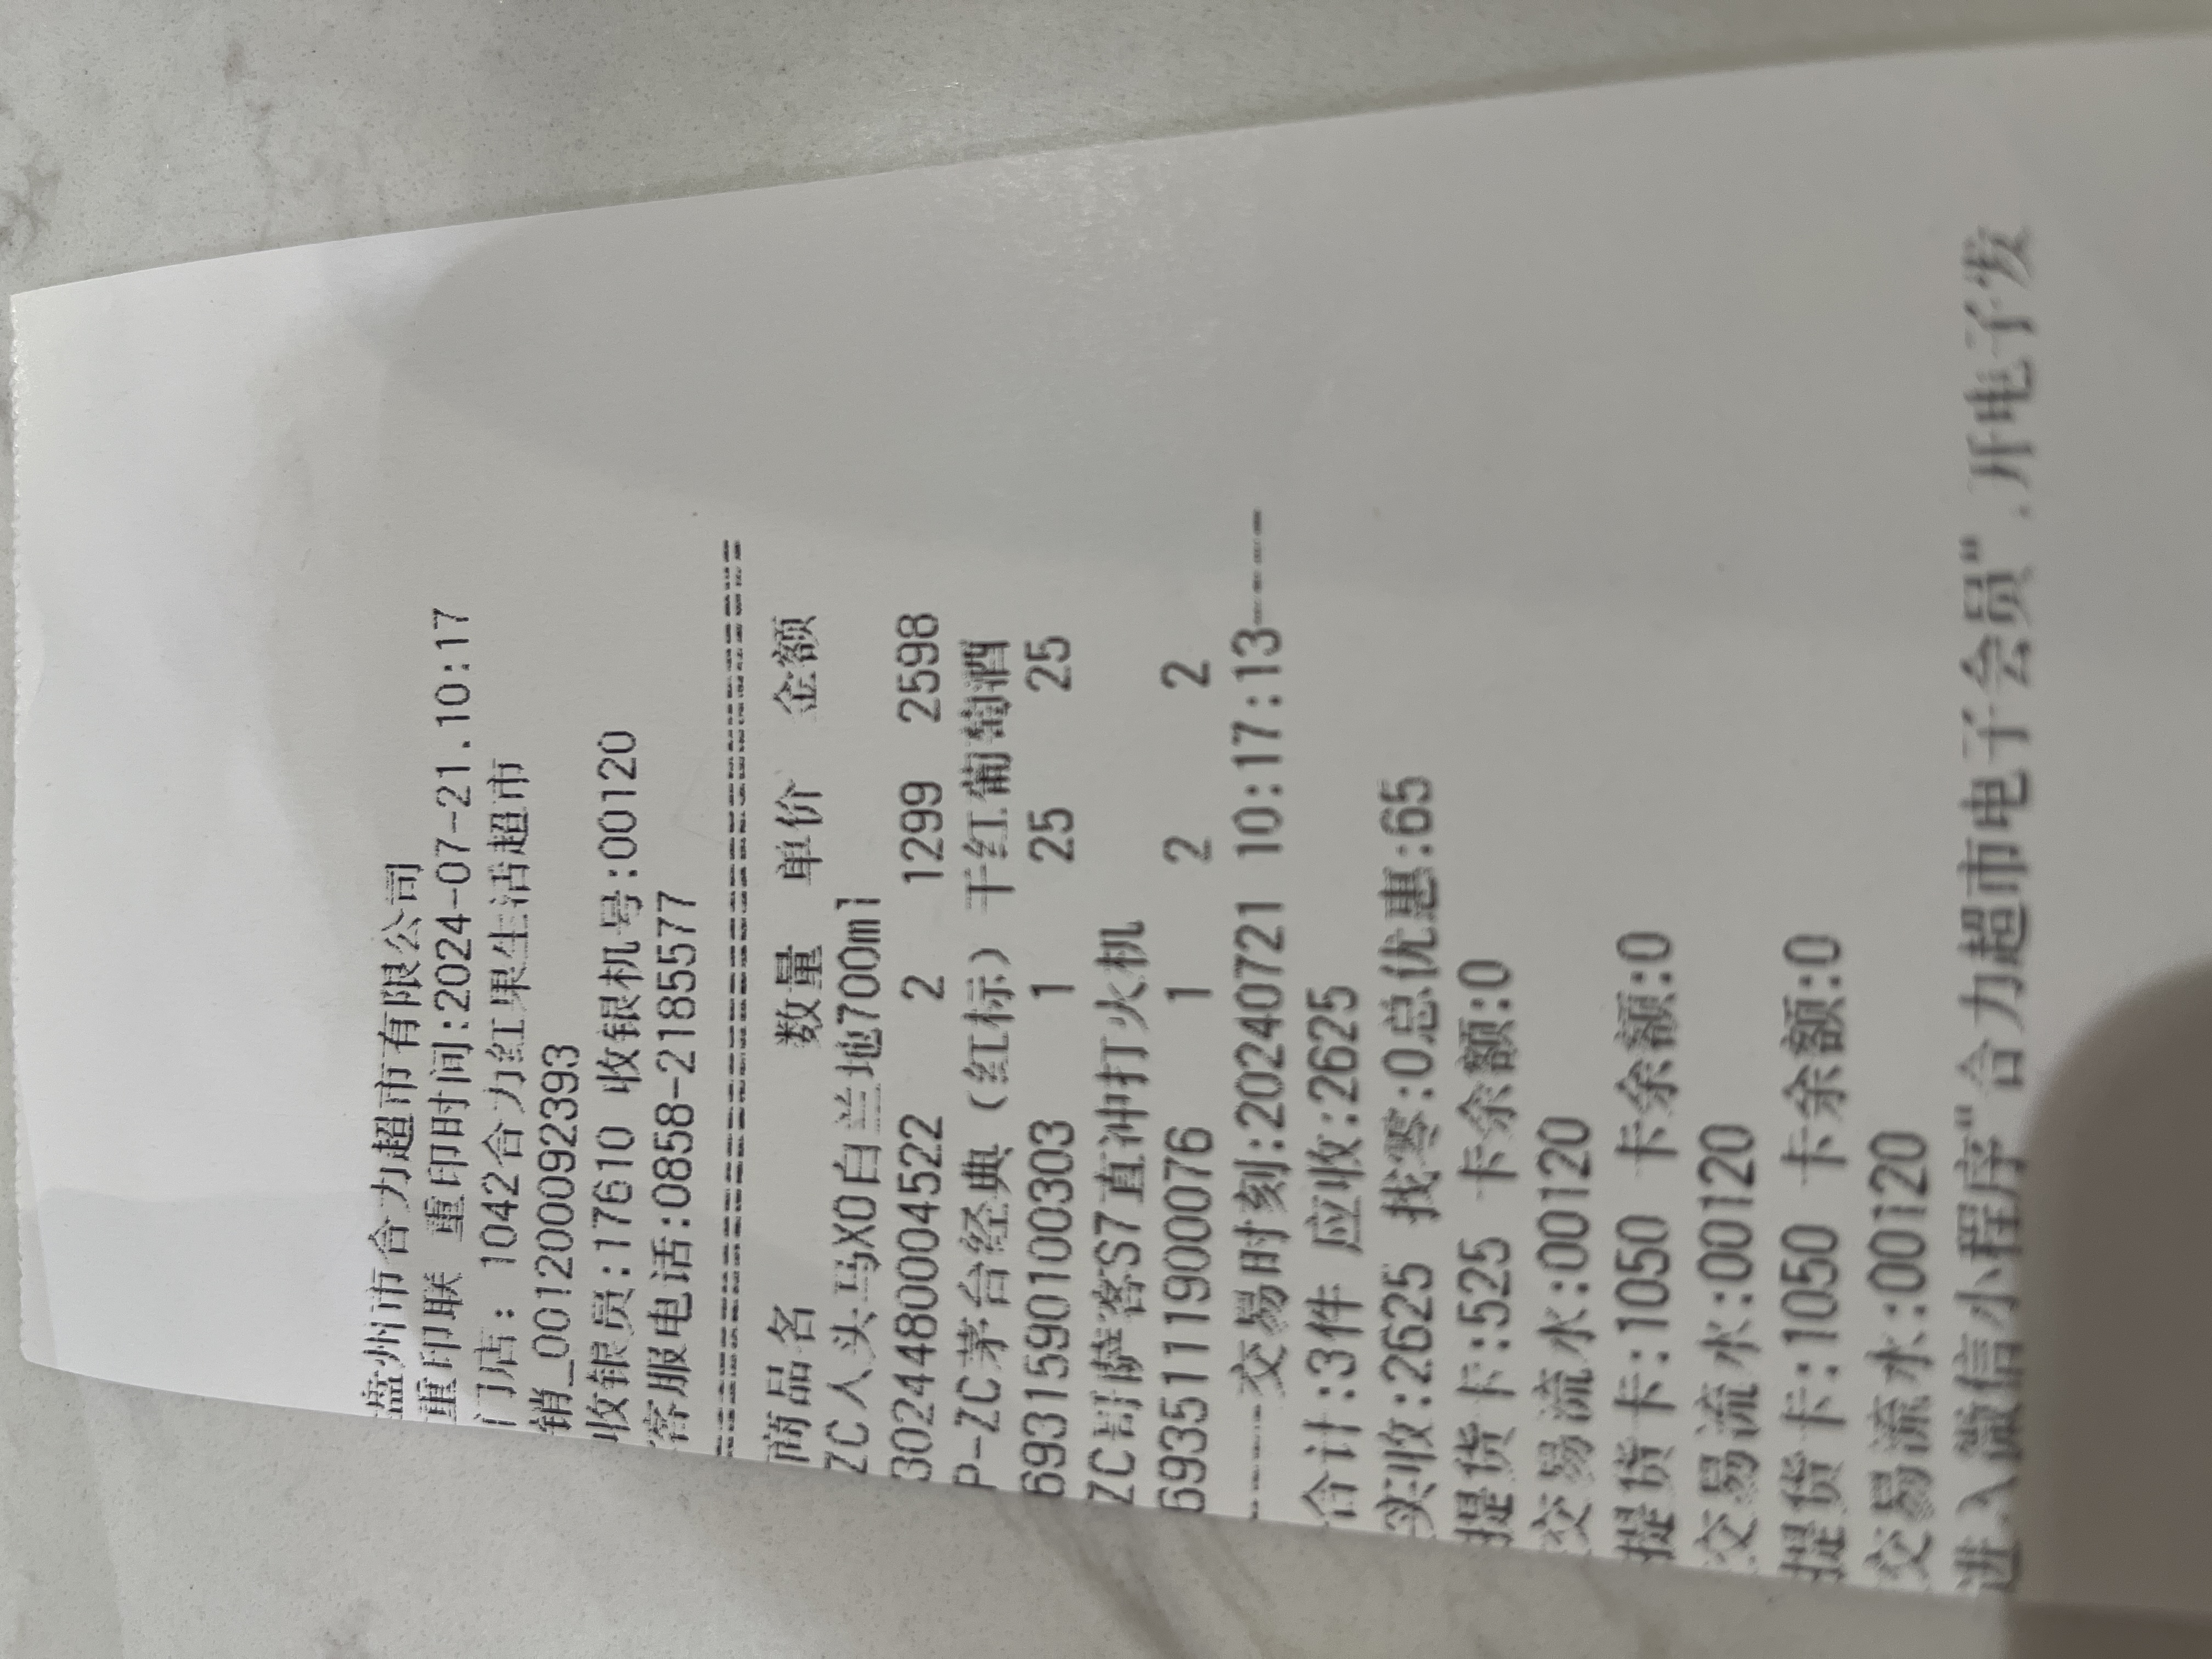 盘州市合力超市有限公司
重印联 重印时间:2024-07-21.10:17
门店: 1042合力红果生活超市
销_00120000092393
收银员:17610 收银机号:00120
客服电话:0858-2185577
商品名 数量 单价 金额
ZC人头马XO白兰地700ml
3024480004522 2 1299 2598
P-ZC茅台经典（红标）干红葡萄酒
6931590100303 1 25 25
ZC哥萨客S7直冲打火机
6935111900076 1 2 2
-----交易时刻:20240721 10:17:13-----
合计:3件 应收:2625
实收:2625 找零:0总优惠:65
提货卡:525 卡余额:0
交易流水:00120
提货卡:1050 卡余额:0
交易流水:00120
提货卡:1050 卡余额:0
交易流水:00120
进入微信小程序"合力超市电子会员",开电子发